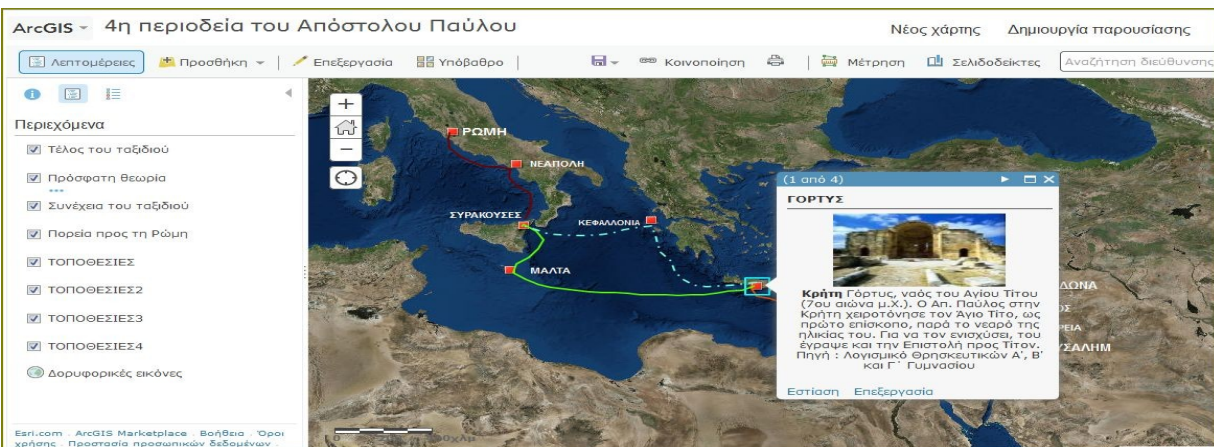 ArcGIS 4η περιοδεία του Απόστολου Παύλου
Νέος χάρτης Δημιουργία παρουσίασης
Λεπτομέρειες Προσθήκη Επεξεργασία Υπόβαθρο Κοινοποίηση Μέτρηση Σελιδοδείκτες Αναζήτηση διεύθυνσης
Περιεχόμενα
Τέλος του ταξιδιού
Πρόσφατη θεωρία
Συνέχεια του ταξιδιού
Πορεία προς τη Ρώμη
ΤΟΠΟΘΕΣΙΕΣ
ΤΟΠΟΘΕΣΙΕΣ2
ΤΟΠΟΘΕΣΙΕΣ3
ΤΟΠΟΘΕΣΙΕΣ4
Δορυφορικές εικόνες
Esri.com . ArcGIS Marketplace . Βοήθεια . Όροι
χρήσης . Προστασία προσωπικών δεδομένων .
ΡΩΜΗ
ΝΕΑΠΟΛΗ
ΣΥΡΑΚΟΥΣΕΣ
ΚΕΦΑΛΛΟΝΙΑ
ΜΑΛΤΑ
(1 από 4)
ΓΟΡΤΥΣ
Κρήτη Γόρτυς, ναός του Αγίου Τίτου
(7ου αιώνα μ.Χ.). Ο Απ. Παύλος στην
Κρήτη χειροτόνησε τον Άγιο Τίτο, ως
πρώτο επίσκοπο, παρά το νεαρό της
ηλικίας του. Για να τον ενισχύσει, του
έγραψε και την Επιστολή προς Τίτον.
Πηγή : Λογισμικό Θρησκευτικών Α', Β'
και Γ΄ Γυμνασίου
Εστίαση Επεξεργασία